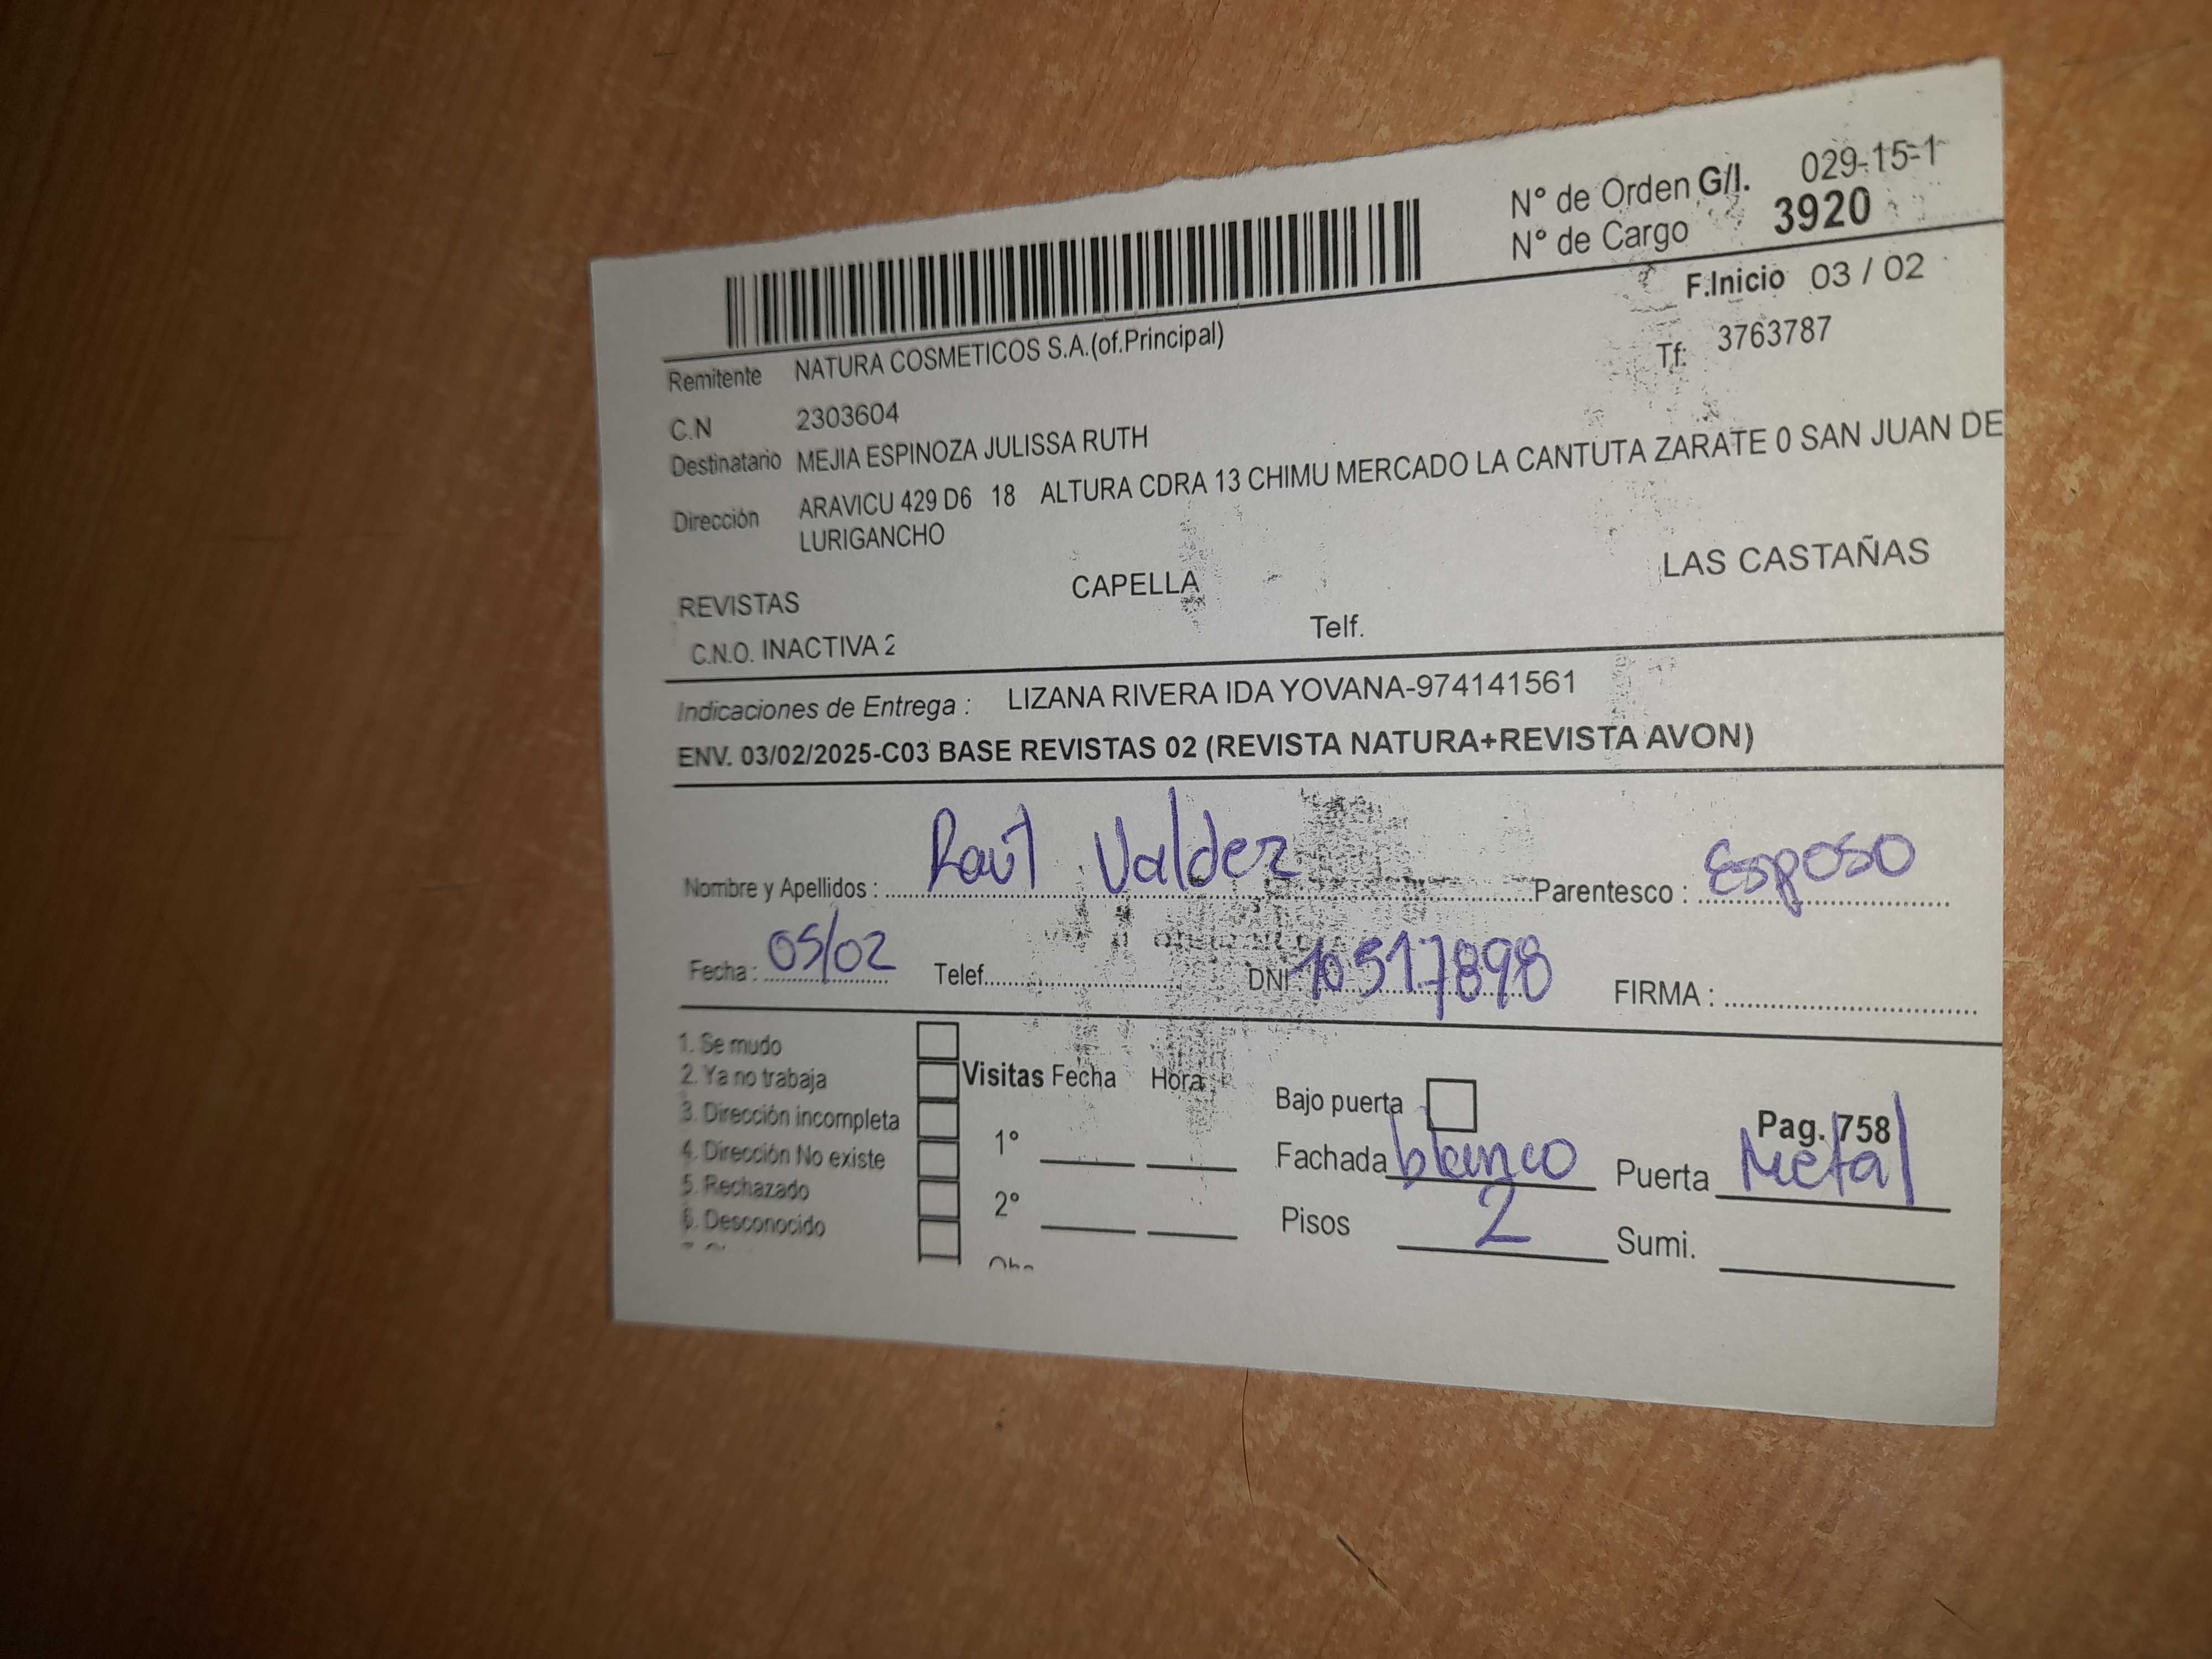 N° de Orden G/I. 029-15-1
N° de Cargo 3920
F.Inicio 03 / 02
Remitente NATURA COSMETICOS S.A.(of.Principal) Tf: 3763787
C.N 2303604
Destinatario MEJIA ESPINOZA JULISSA RUTH
Dirección ARAVICU 429 D6 18 ALTURA CDRA 13 CHIMU MERCADO LA CANTUTA ZARATE 0 SAN JUAN DE
LURIGANCHO
REVISTAS CAPELLA LAS CASTAÑAS
C.N.O. INACTIVA 2 Telf.
Indicaciones de Entrega : LIZANA RIVERA IDA YOVANA-974141561
ENV. 03/02/2025-C03 BASE REVISTAS 02 (REVISTA NATURA+REVISTA AVON)
Nombre y Apellidos : Raúl Valdez Parentesco : Esposo
Fecha : 05/02 Telef. DNI 10517898 FIRMA :
1. Se mudo
2. Ya no trabaja Visitas Fecha Hora
3. Dirección incompleta Bajo puerta Pag. 758
4. Dirección No existe 1° Fachada blanco Puerta Metal
5. Rechazado
6. Desconocido 2° Pisos 2 Sumi.